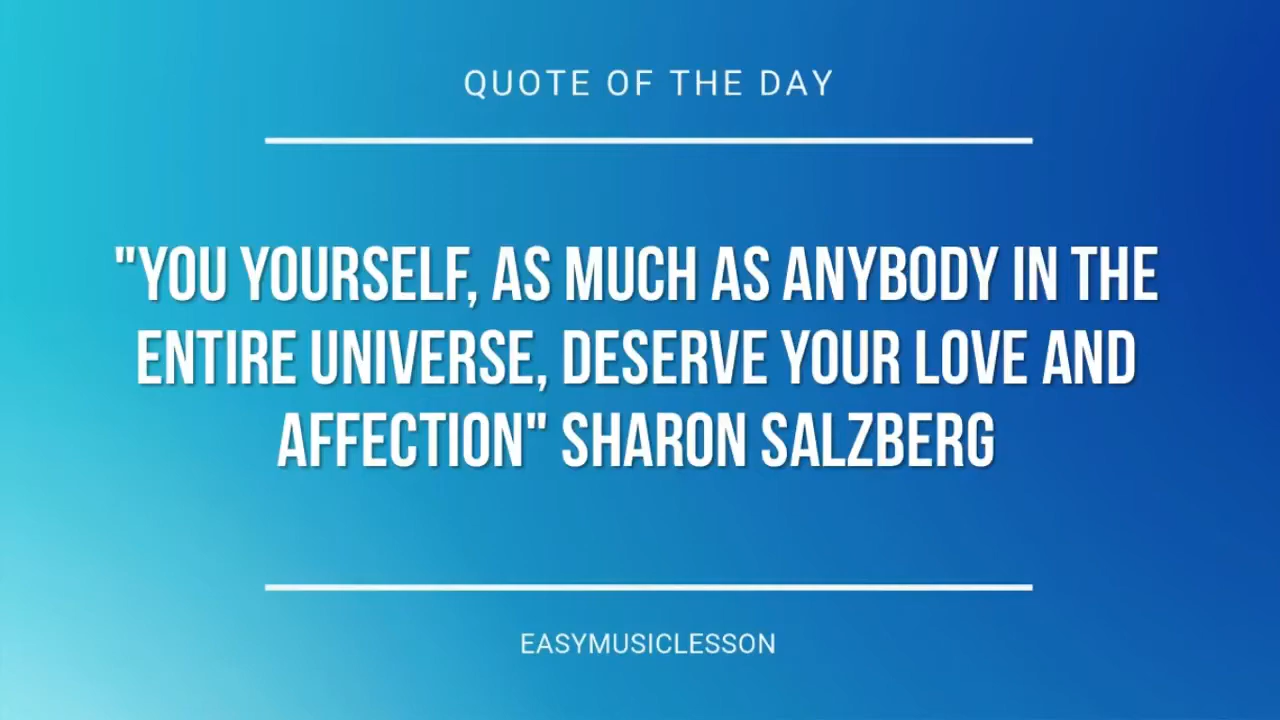 QUOTE OF THE DAY
"YOU YOURSELF, AS MUCH AS ANYBODY IN THE
ENTIRE UNIVERSE, DESERVE YOUR LOVE AND
AFFECTION" SHARON SALZBERG
EASYMUSICLESSON